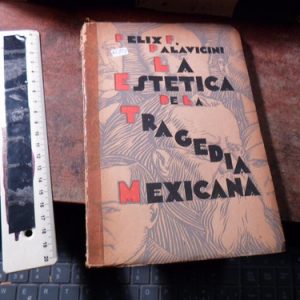 FELIX F.
PALAVICINI
LA
ESTETICA
DE LA
TRAGEDIA
MEXICANA